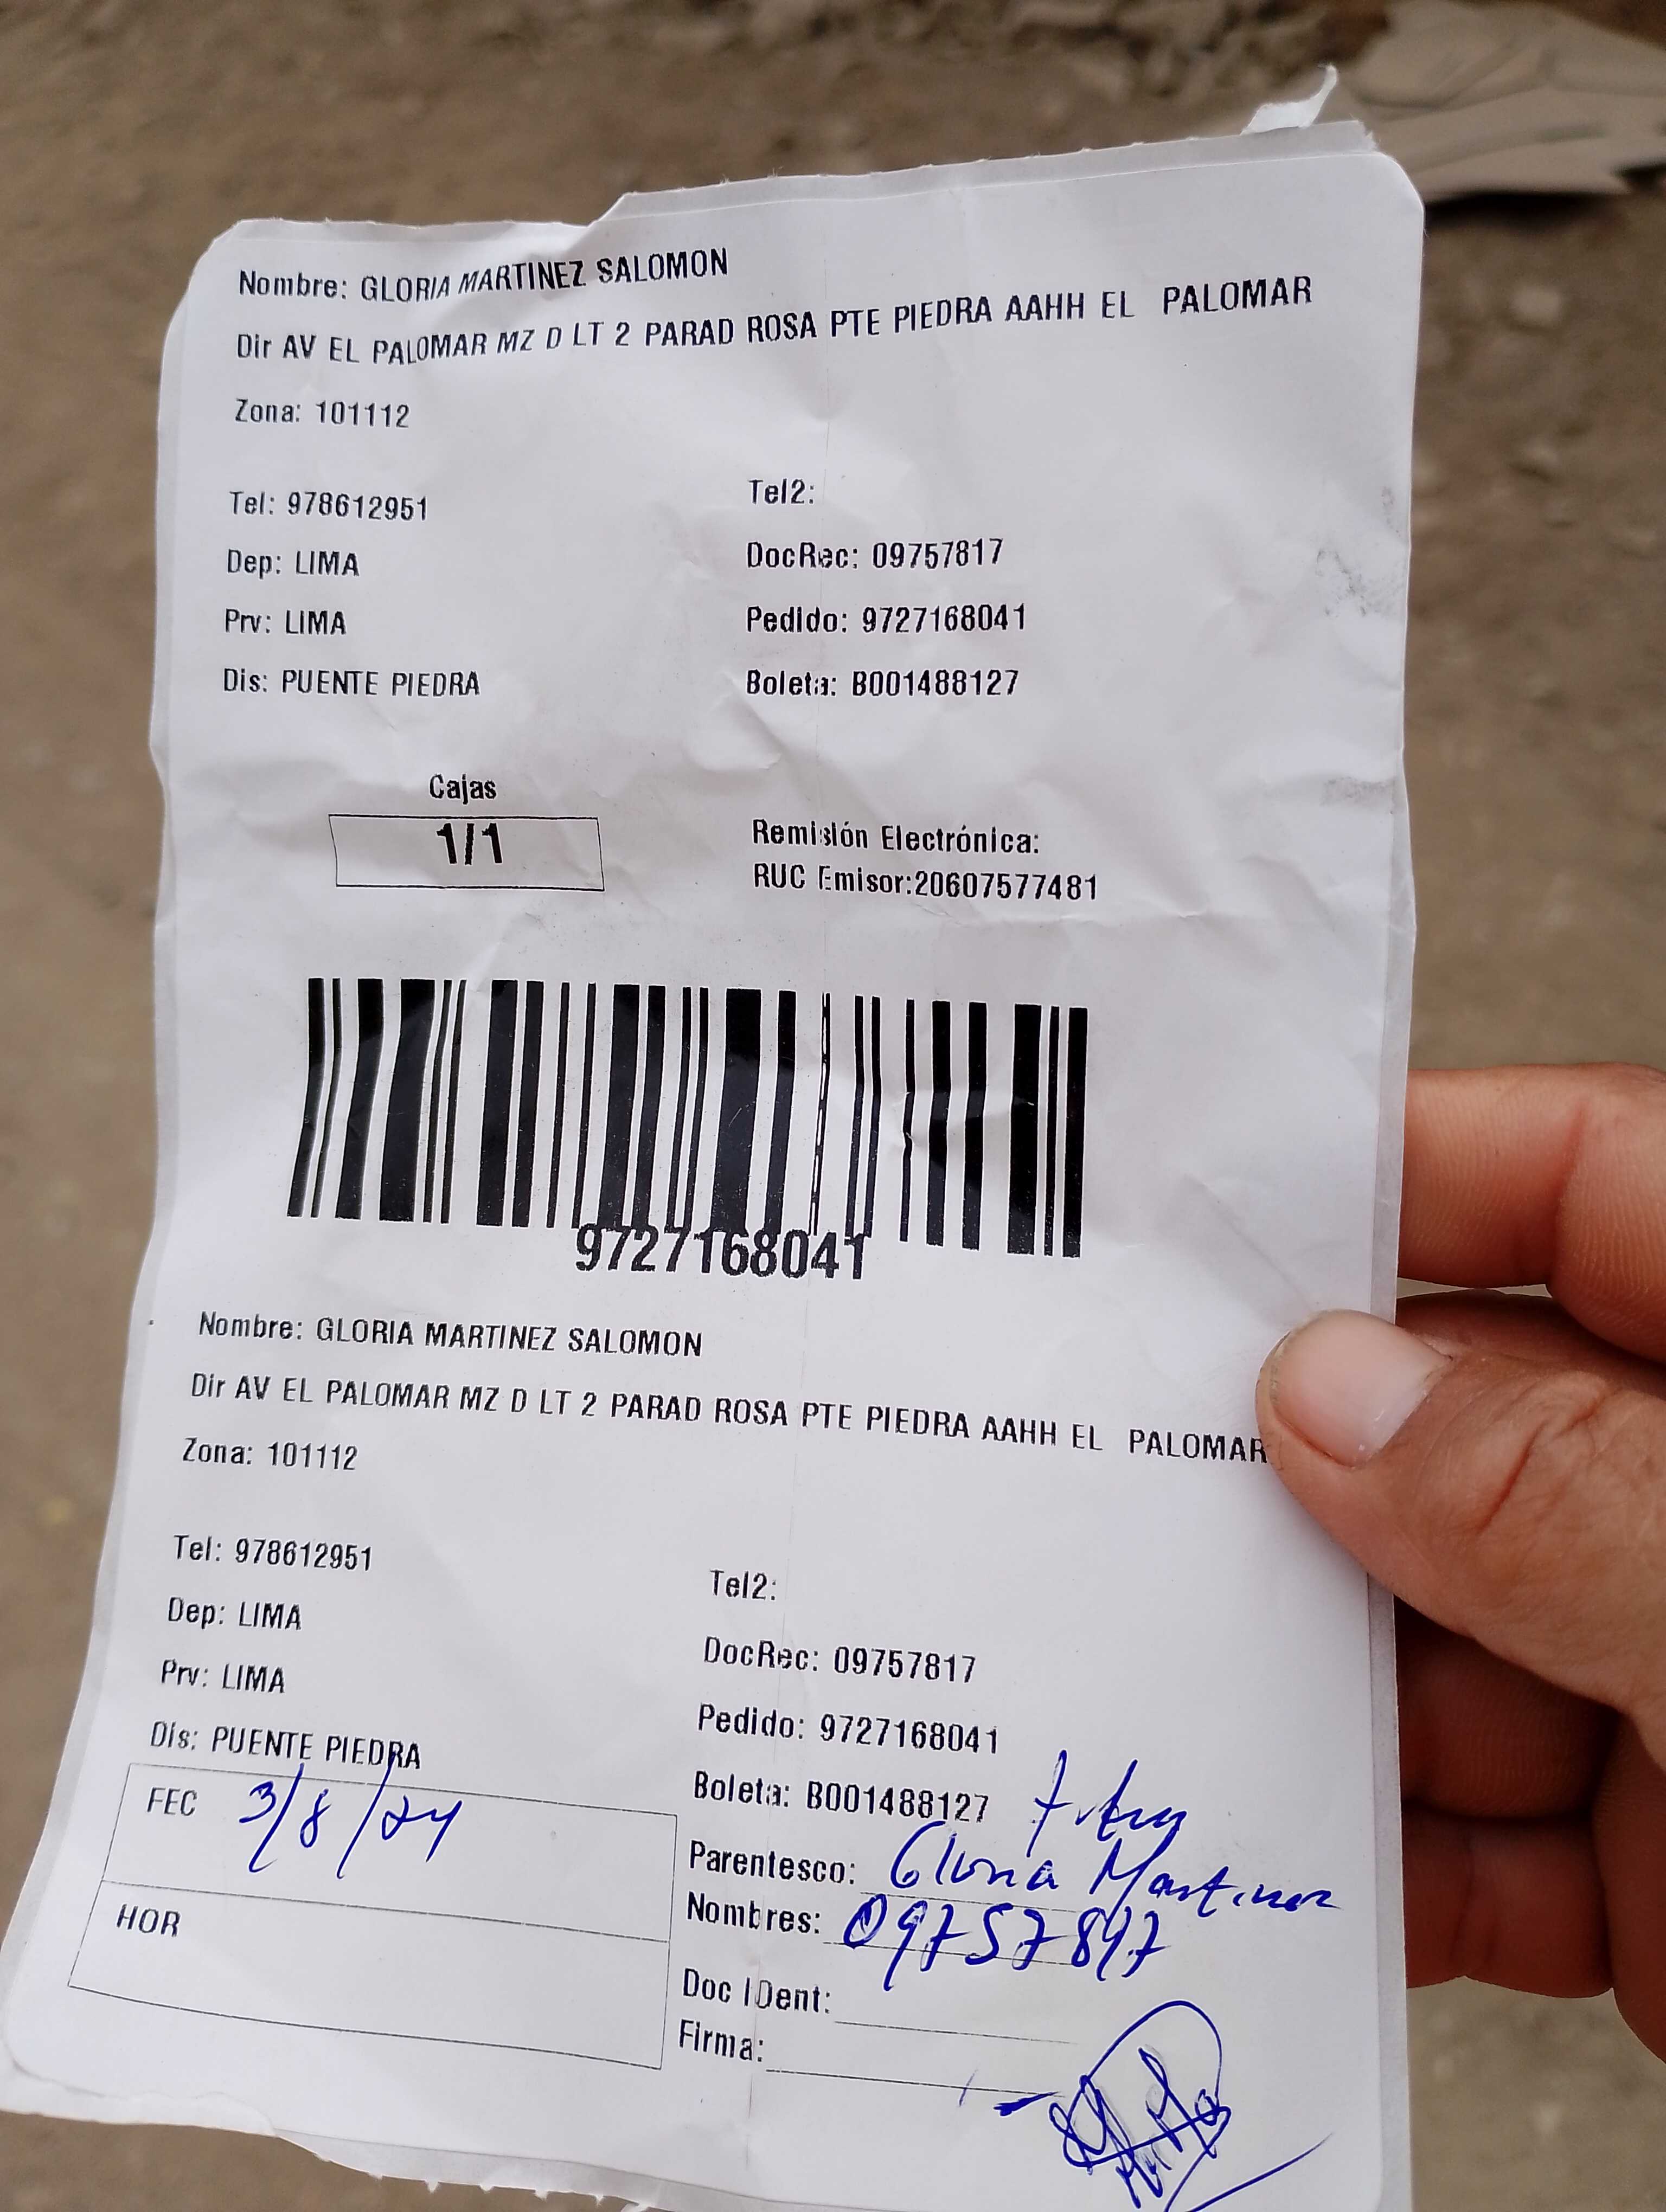 Nombre: GLORIA MARTINEZ SALOMON
Dir AV EL PALOMAR MZ D LT 2 PARAD ROSA PTE PIEDRA AAHH EL PALOMAR
Zona: 101112
Tel: 978612951
Tel2:
Dep: LIMA
DocRec: 09757817
Prv: LIMA
Pedido: 9727168041
Dis: PUENTE PIEDRA
Boleta: B001488127
Cajas
1/1
Remisión Electrónica:
RUC Emisor:20607577481
9727168041
Nombre: GLORIA MARTINEZ SALOMON
Dir AV EL PALOMAR MZ D LT 2 PARAD ROSA PTE PIEDRA AAHH EL PALOMAR
Zona: 101112
Tel: 978612951
Tel2:
Dep: LIMA
DocRec: 09757817
Prv: LIMA
Pedido: 9727168041
Dis: PUENTE PIEDRA
Boleta: B001488127
FEC 3/8/24
Parentesco: Gloria Martinez
Nombres:
HOR
Doc IDent:
Firma: